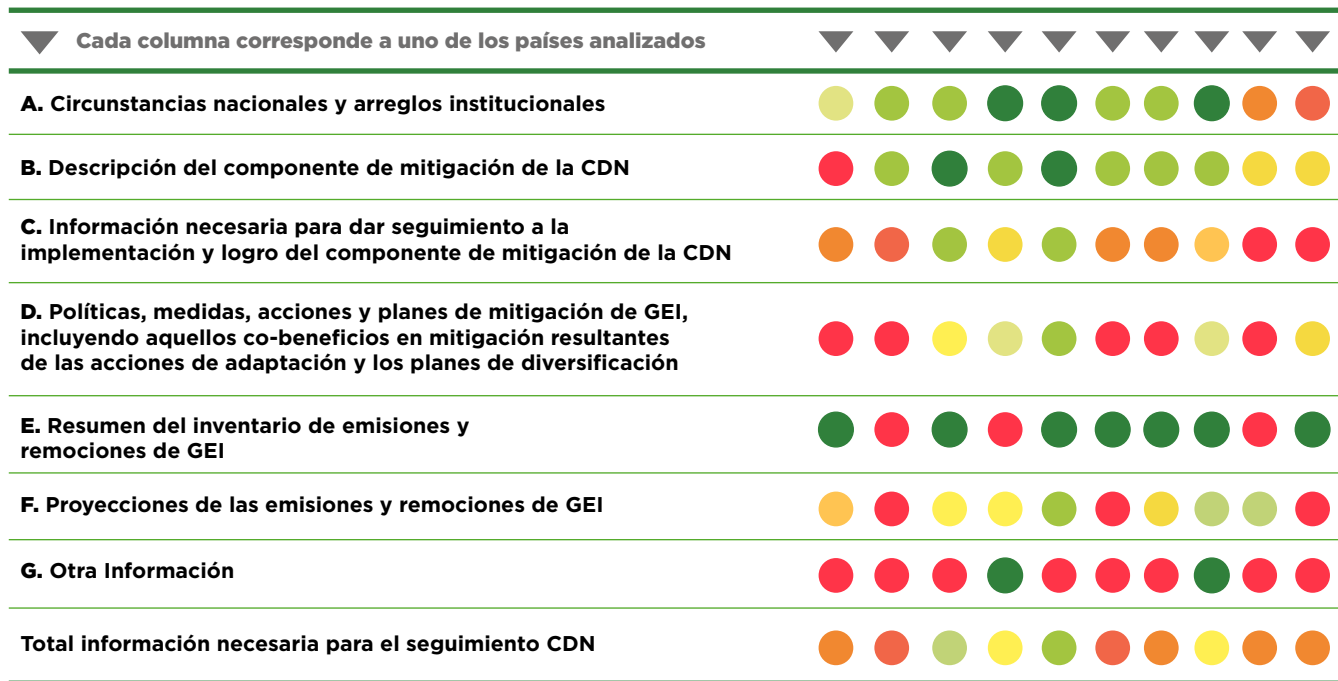 Cada columna corresponde a uno de los países analizados
A. Circunstancias nacionales y arreglos institucionales
B. Descripción del componente de mitigación de la CDN
C. Información necesaria para dar seguimiento a la
implementación y logro del componente de mitigación de la CDN
D. Políticas, medidas, acciones y planes de mitigación de GEI,
incluyendo aquellos co-beneficios en mitigación resultantes
de las acciones de adaptación y los planes de diversificación
E. Resumen del inventario de emisiones y
remociones de GEI
F. Proyecciones de las emisiones y remociones de GEI
G. Otra Información
Total información necesaria para el seguimiento CDN